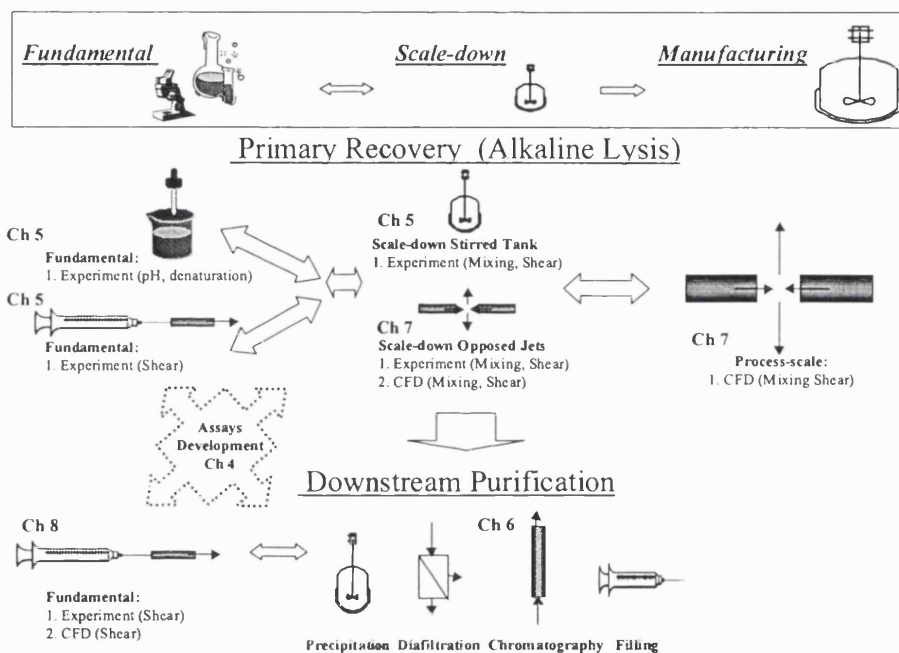 Fundamental
Scale-down
Manufacturing
Primary Recovery (Alkaline Lysis)
Ch 5
Fundamental:
1. Experiment (pH, denaturation)
Ch 5
Fundamental:
1. Experiment (Shear)
Ch 5
Scale-down Stirred Tank
1. Experiment (Mixing, Shear)
Ch 7
Scale-down Opposed Jets
1. Experiment (Mixing, Shear)
2. CFD (Mixing, Shear)
Ch 7
Process-scale:
1. CFD (Mixing Shear)
Assays
Development
Ch 4
Downstream Purification
Ch 8
Fundamental:
1. Experiment (Shear)
2. CFD (Shear)
Ch 6
Precipitation Diafiltration Chromatography Filling